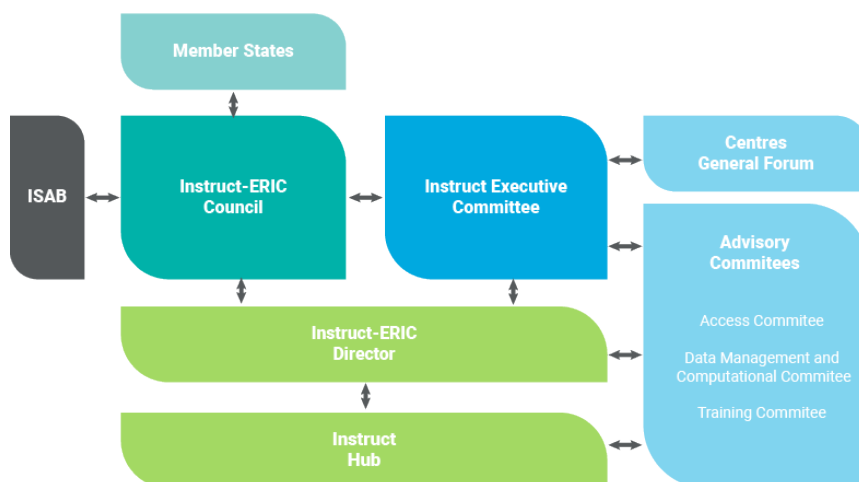 Member States
ISAB
Instruct-ERIC
Council
Instruct Executive
Committee
Centres
General Forum
Advisory
Commitees
Access Commitee
Data Management and
Computational Commitee
Training Commitee
Instruct-ERIC
Director
Instruct
Hub